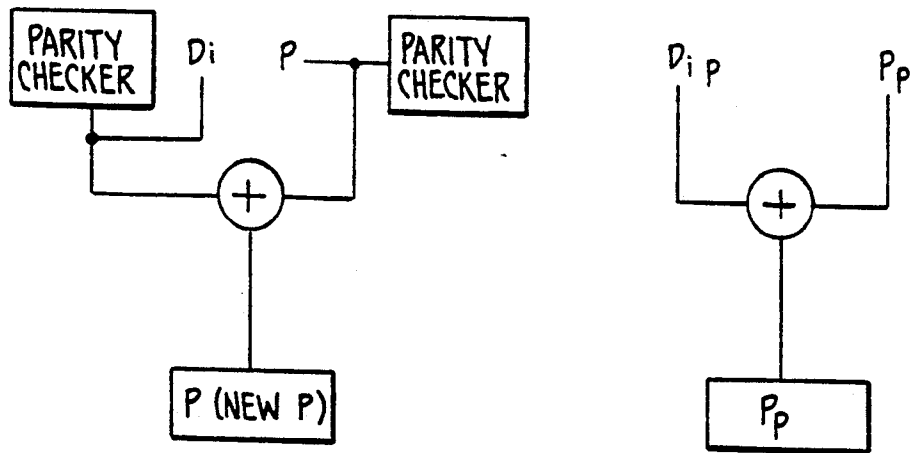 PARITY
CHECKER
Di
P
PARITY
CHECKER
Di p
Pp
+
+
P (NEW P)
Pp